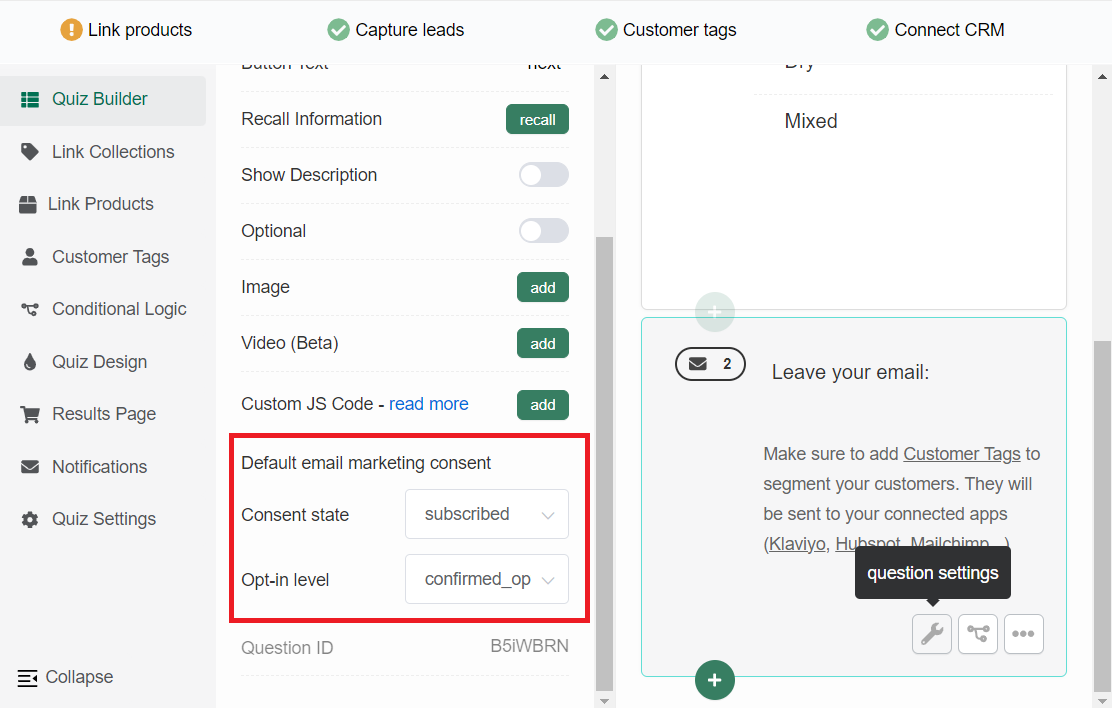 Link products
Capture leads
Customer tags
Connect CRM
Quiz Builder
Link Collections
Link Products
Customer Tags
Conditional Logic
Quiz Design
Results Page
Notifications
Quiz Settings
Collapse
Button Text next
Recall Information recall
Show Description
Optional
Image add
Video (Beta) add
Custom JS Code - read more add
Default email marketing consent
Consent state subscribed
Opt-in level confirmed_op
Question ID B5iWBRN
Dry
Mixed
2 Leave your email:
Make sure to add Customer Tags to
segment your customers. They will
be sent to your connected apps
(Klaviyo, Hubspot, Mailchimp...)
question settings